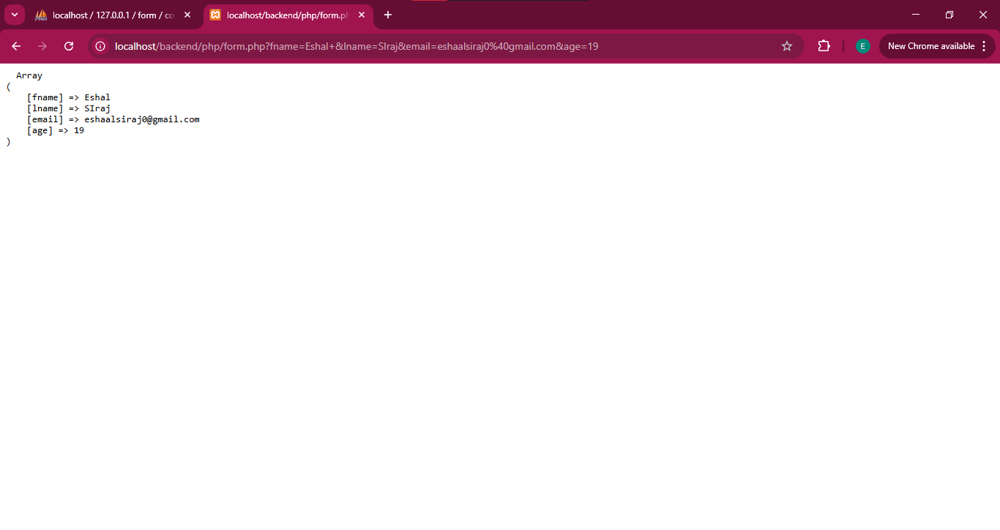 localhost / 127.0.0.1 / form / co
localhost/backend/php/form.p
localhost/backend/php/form.php?fname=Eshal+&lname=SIraj&email=eshaalsiraj0%40gmail.com&age=19
E
New Chrome available
Array
(
[fname] => Eshal
[lname] => SIraj
[email] => eshaalsiraj0@gmail.com
[age] => 19
)